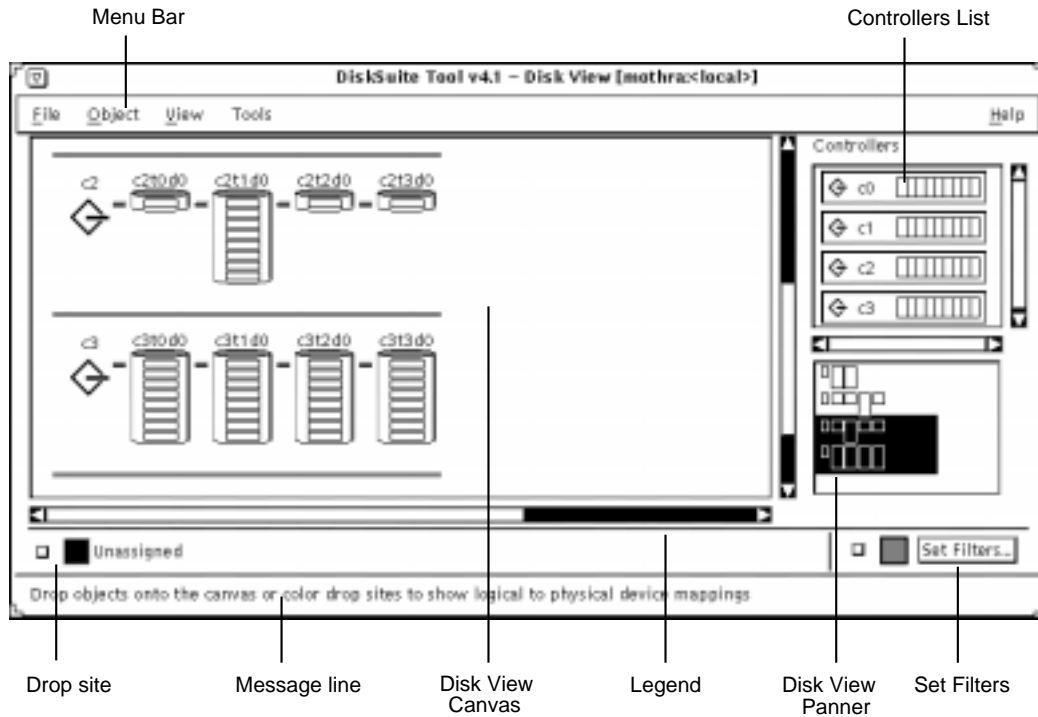 Menu Bar
Controllers List
DiskSuite Tool v4.1 – Disk View [mothra:<local>]
File Object View Tools Help
Controllers
c2 c2t0d0 c2t1d0 c2t2d0 c2t3d0
c0
c1
c2
c3
c3 c3t0d0 c3t1d0 c3t2d0 c3t3d0
Unassigned
Set Filters...
Drop objects onto the canvas or color drop sites to show logical to physical device mappings
Drop site
Message line
Disk View
Canvas
Legend
Disk View
Panner
Set Filters